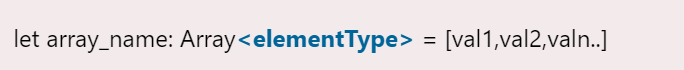 let array_name: Array<elementType> = [val1,val2,valn..]